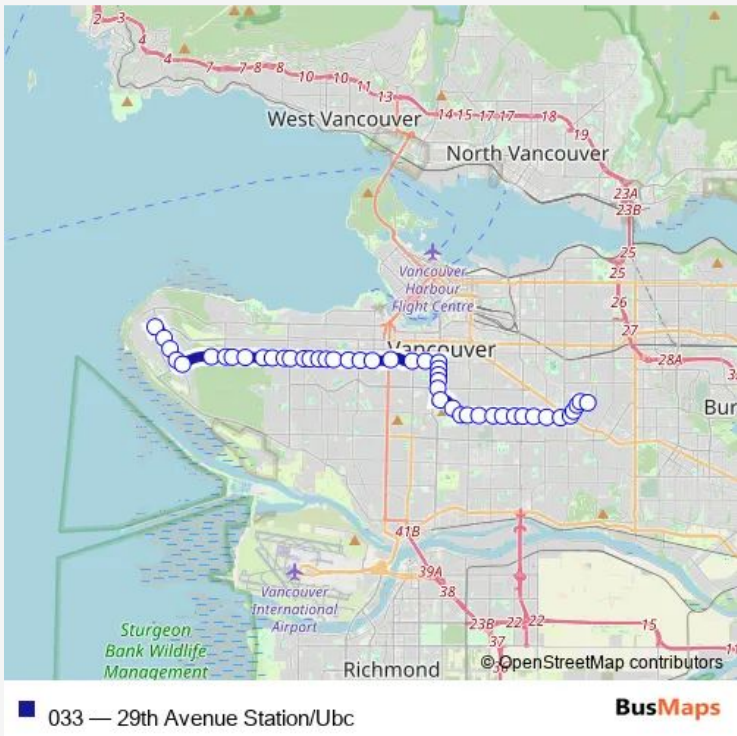 2
3
4
4
7
7
8
8
10
10
11
13
West Vancouver
14
15
17
17
18
19
North Vancouver
23A
23B
25
25
Vancouver
Harbour
Flight Centre
26
27
Vancouver
28A
3
Bur
41B
39A
38
Vancouver
International
Airport
23B
22
22
15
37
11
Sturgeon
Bank Wildlife
Management
Richmond
© OpenStreetMap contributors
033 — 29th Avenue Station/Ubc
BusMaps